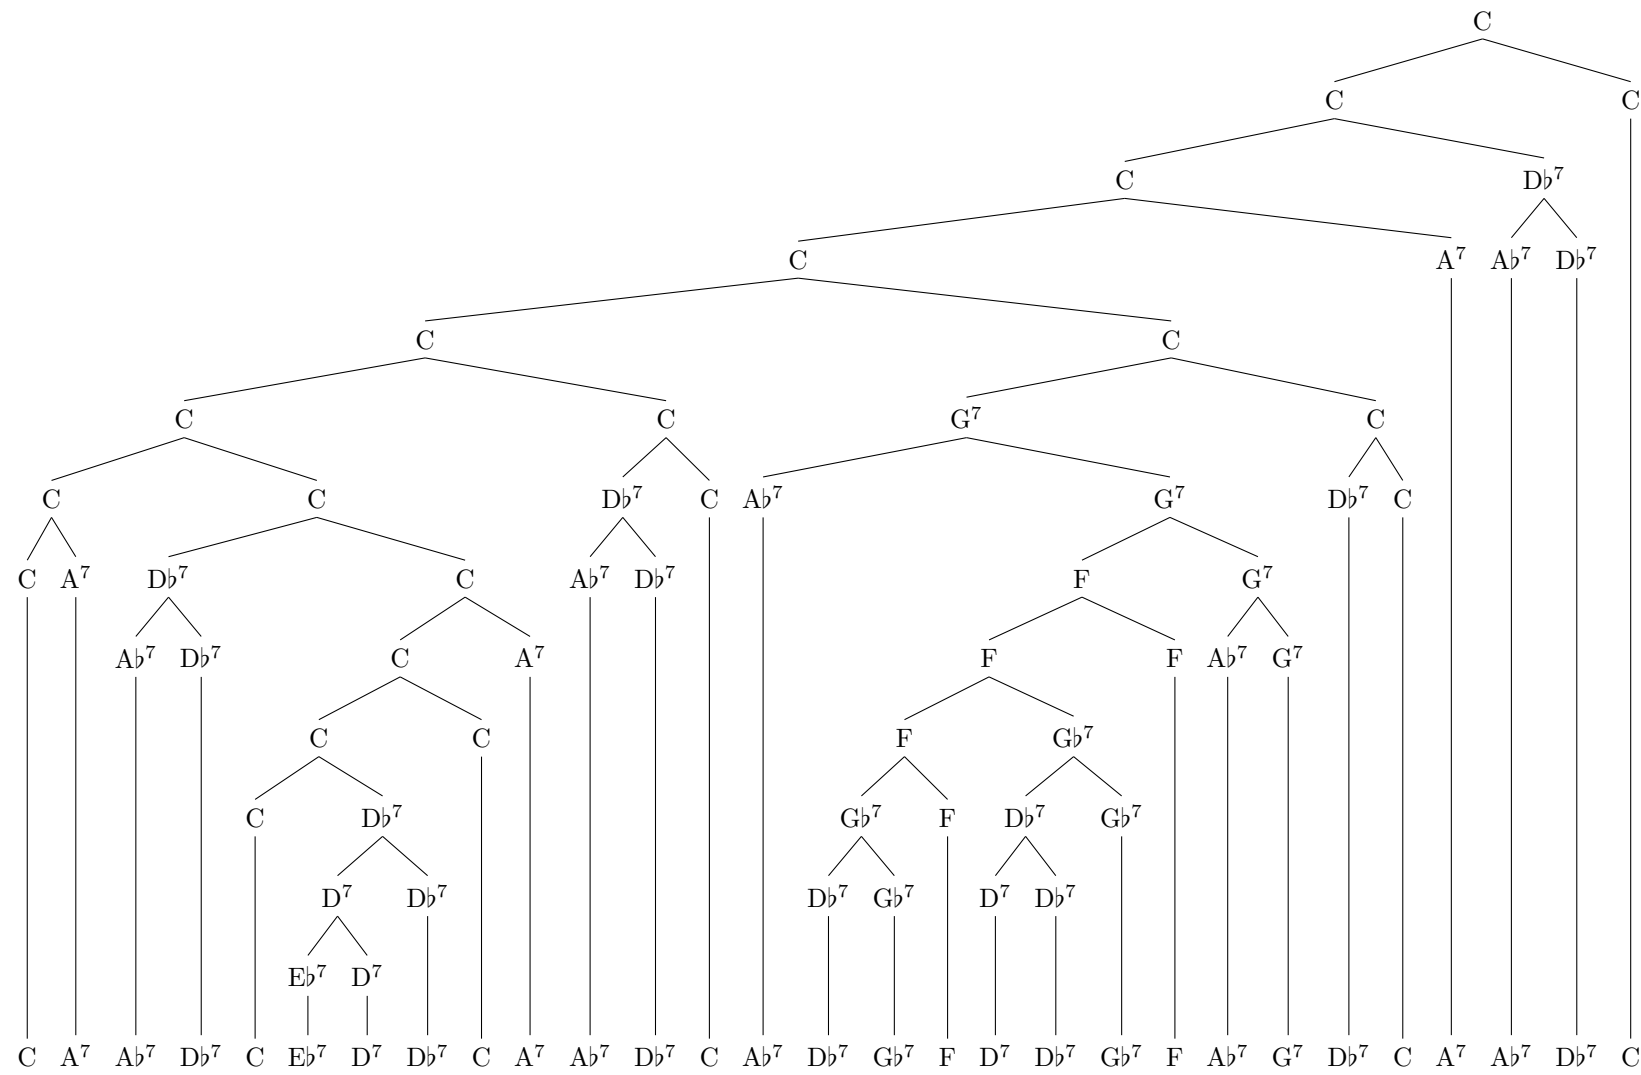 C
C C
C D♭⁷
C A⁷ A♭⁷ D♭⁷
C C
C C G⁷ C
C C D♭⁷ C A♭⁷ G⁷ D♭⁷ C
C A⁷ D♭⁷ C A♭⁷ D♭⁷ F G⁷
A♭⁷ D♭⁷ C A⁷ F F A♭⁷ G⁷
C C F G♭⁷
C D♭⁷ G♭⁷ F D♭⁷ G♭⁷
D⁷ D♭⁷ D♭⁷ G♭⁷ D⁷ D♭⁷
E♭⁷ D⁷
C A⁷ A♭⁷ D♭⁷ C E♭⁷ D⁷ D♭⁷ C A⁷ A♭⁷ D♭⁷ C A♭⁷ D♭⁷ G♭⁷ F D⁷ D♭⁷ G♭⁷ F A♭⁷ G⁷ D♭⁷ C A⁷ A♭⁷ D♭⁷ C